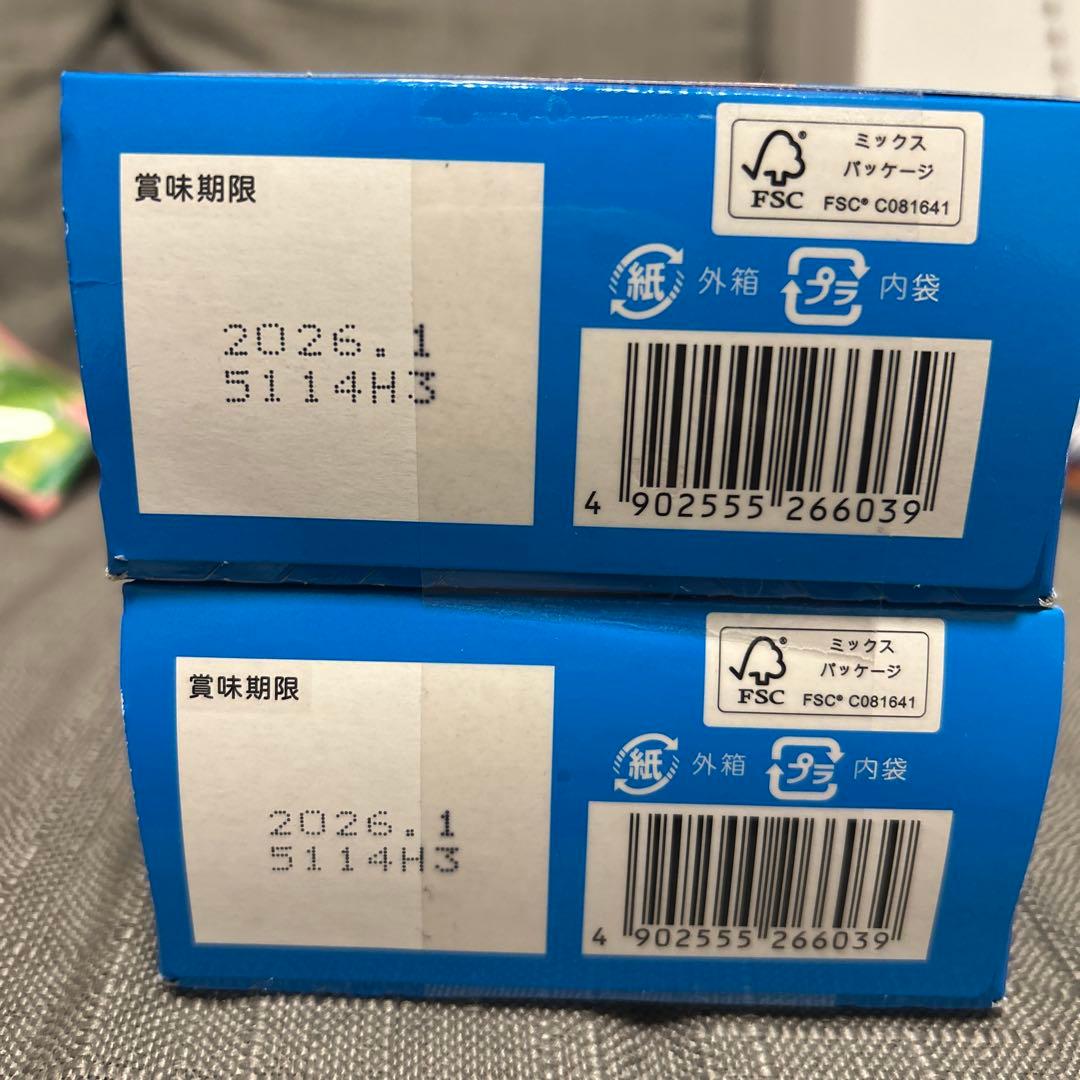 賞味期限
2026.1
5114H3
FSC®
ミックス
パッケージ
FSC® C081641
紙 外箱 プラ 内袋
4 902555 266039
賞味期限
2026.1
5114H3
FSC®
ミックス
パッケージ
FSC® C081641
紙 外箱 プラ 内袋
4 902555 266039